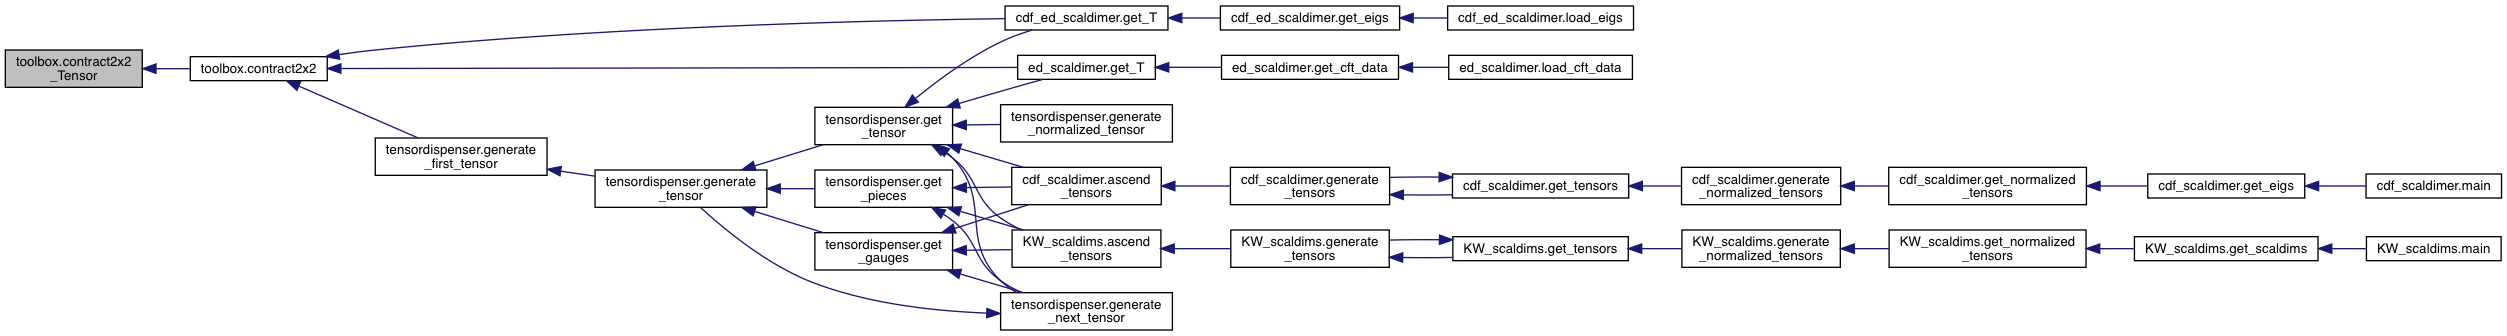 toolbox.contract2x2
_Tensor
toolbox.contract2x2
cdf_ed_scaldimer.get_T
cdf_ed_scaldimer.get_eigs
cdf_ed_scaldimer.load_eigs
ed_scaldimer.get_T
ed_scaldimer.get_cft_data
ed_scaldimer.load_cft_data
tensordispenser.generate
_first_tensor
tensordispenser.generate
_tensor
tensordispenser.get
_tensor
tensordispenser.generate
_normalized_tensor
tensordispenser.get
_pieces
tensordispenser.get
_gauges
cdf_scaldimer.ascend
_tensors
cdf_scaldimer.generate
_tensors
cdf_scaldimer.get_tensors
cdf_scaldimer.generate
_normalized_tensors
cdf_scaldimer.get_normalized
_tensors
cdf_scaldimer.get_eigs
cdf_scaldimer.main
KW_scaldims.ascend
_tensors
KW_scaldims.generate
_tensors
KW_scaldims.get_tensors
KW_scaldims.generate
_normalized_tensors
KW_scaldims.get_normalized
_tensors
KW_scaldims.get_scaldims
KW_scaldims.main
tensordispenser.generate
_next_tensor